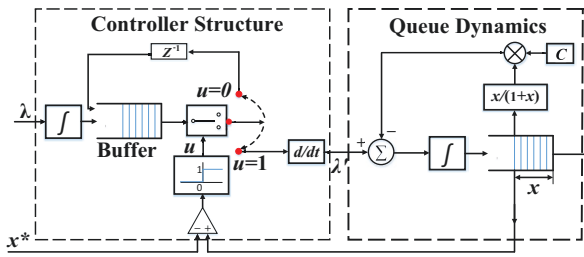 Controller Structure
Queue Dynamics
Z⁻¹
C
u=0
x/(1+x)
λ
∫
Buffer
u
u=1
d/dt
λ'
+
−
Σ
∫
x
1
0
− +
x*